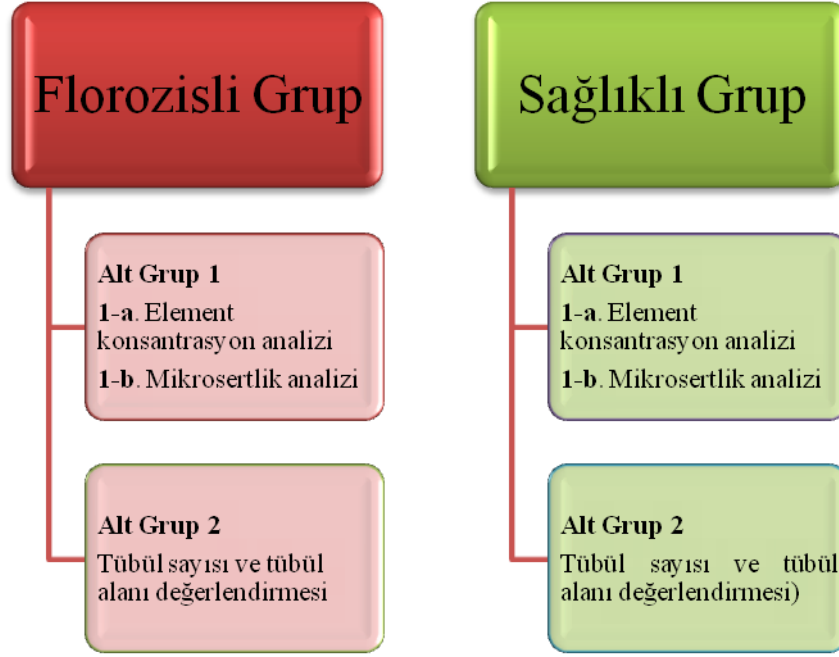 Florozisli Grup
Alt Grup 1
1-a. Element
konsantrasyon analizi
1-b. Mikrosertlik analizi
Alt Grup 2
Tübül sayısı ve tübül
alanı değerlendirmesi
Sağlıklı Grup
Alt Grup 1
1-a. Element
konsantrasyon analizi
1-b. Mikrosertlik analizi
Alt Grup 2
Tübül sayısı ve tübül
alanı değerlendirmesi)